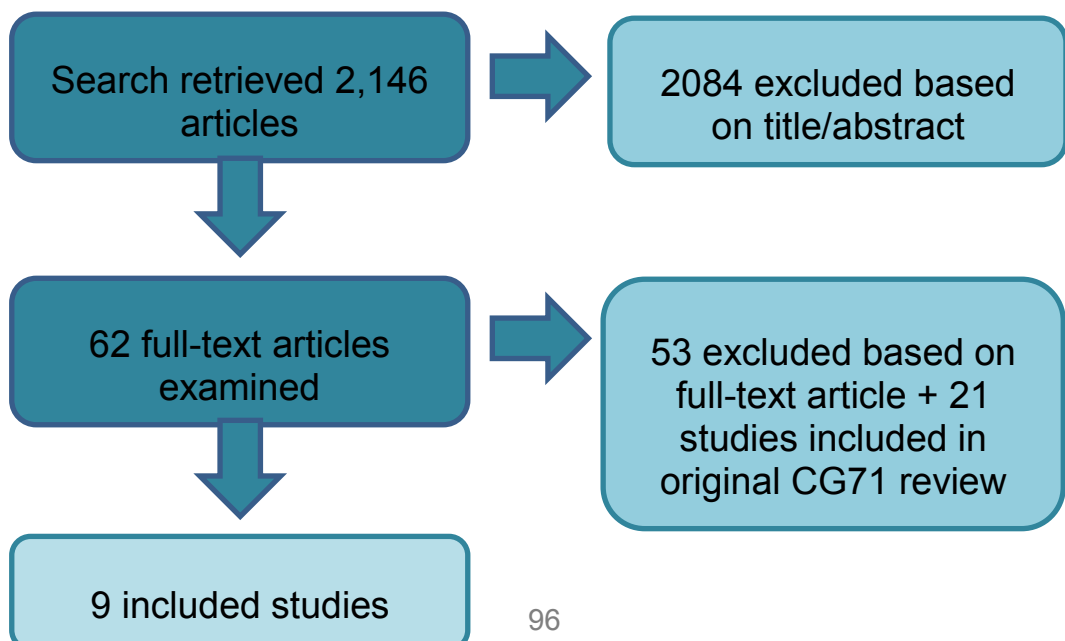 Search retrieved 2,146
articles
2084 excluded based
on title/abstract
62 full-text articles
examined
53 excluded based on
full-text article + 21
studies included in
original CG71 review
9 included studies
96